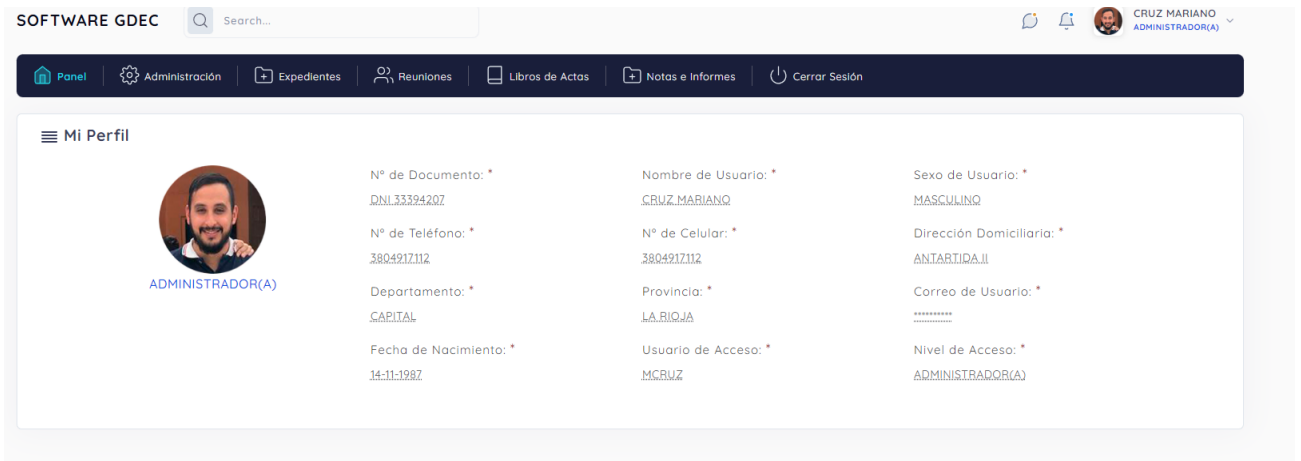 SOFTWARE GDEC
Search...
CRUZ MARIANO
ADMINISTRADOR(A)
Panel Administración Expedientes Reuniones Libros de Actas Notas e Informes Cerrar Sesión
Mi Perfil
ADMINISTRADOR(A)
N° de Documento: * Nombre de Usuario: * Sexo de Usuario: *
DNI 33394207 CRUZ MARIANO MASCULINO
N° de Teléfono: * N° de Celular: * Dirección Domiciliaria: *
3804917112 3804917112 ANTARTIDA II
Departamento: * Provincia: * Correo de Usuario: *
CAPITAL LA RIOJA **********
Fecha de Nacimiento: * Usuario de Acceso: * Nivel de Acceso: *
14-11-1987 MCRUZ ADMINISTRADOR(A)